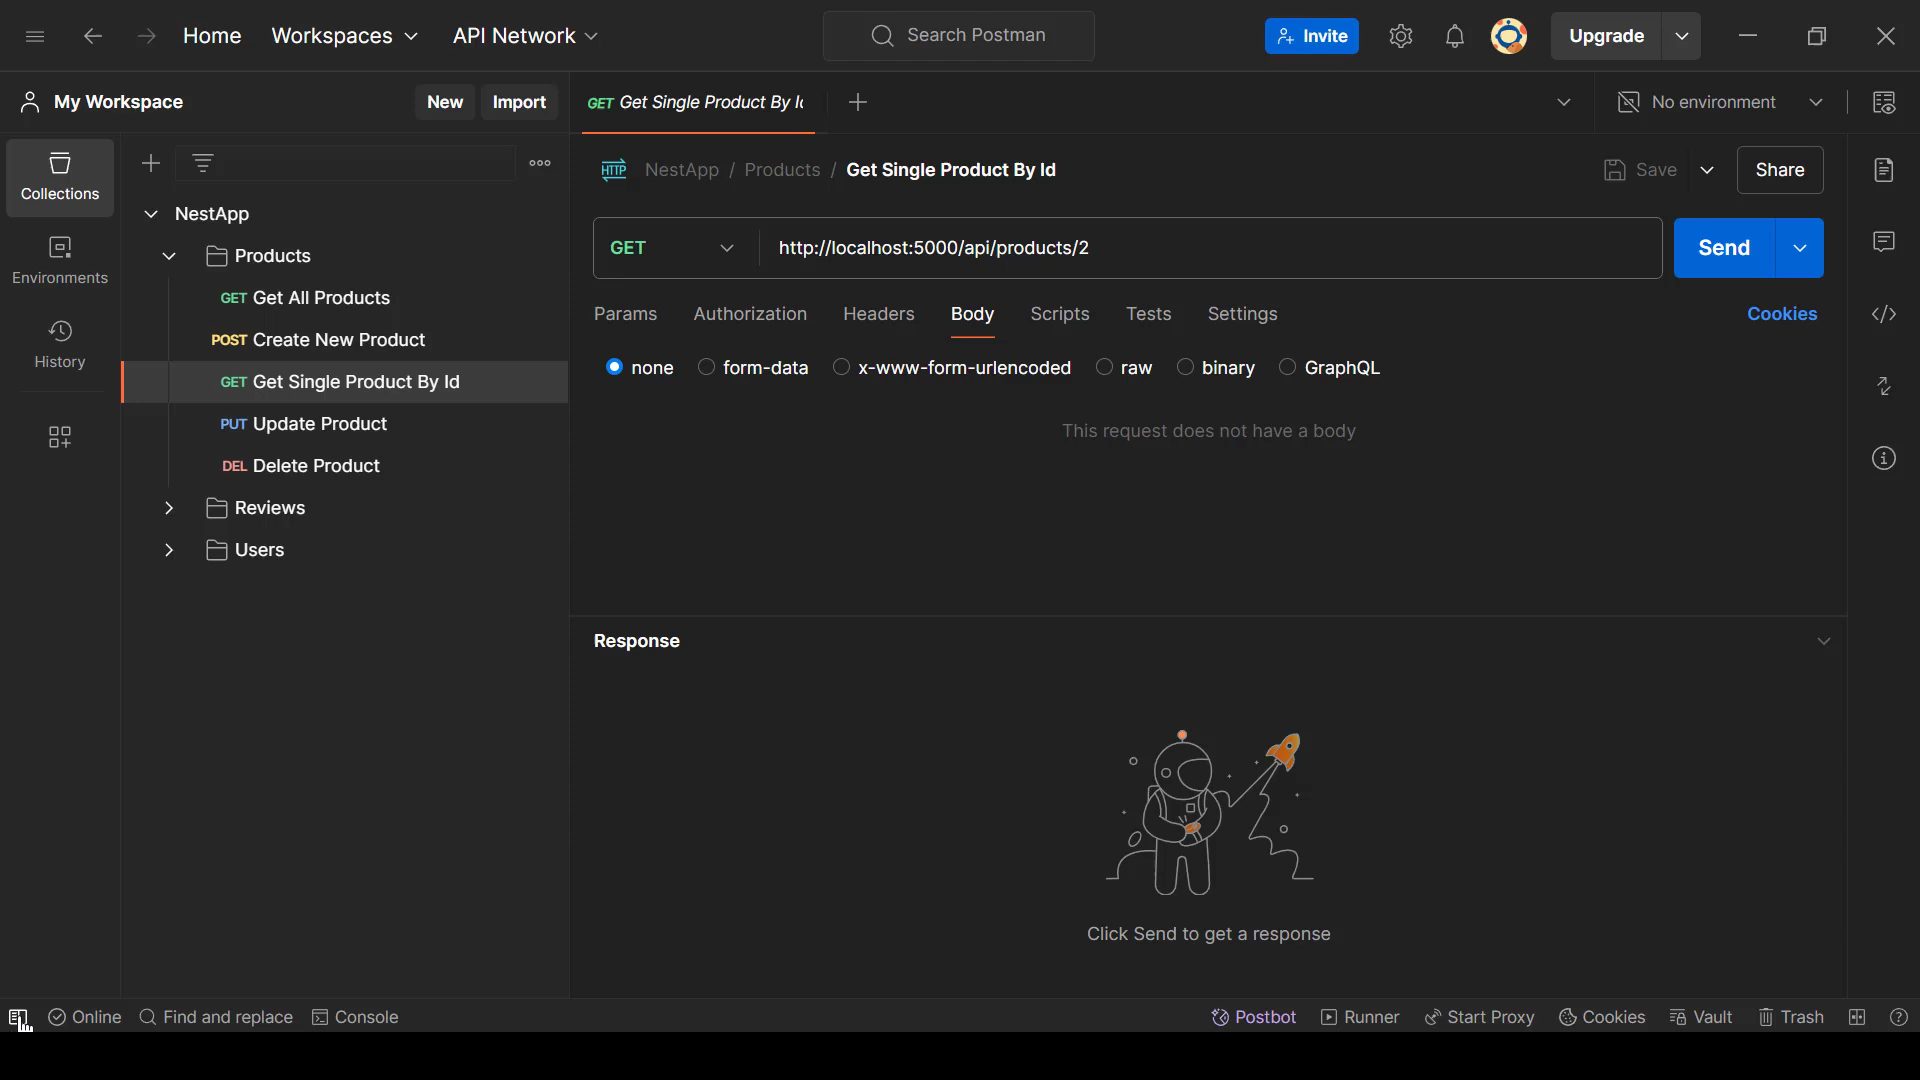 Home Workspaces API Network Search Postman Invite Upgrade
My Workspace New Import GET Get Single Product By Id No environment
Collections
Environments
History
NestApp
Products
GET Get All Products
POST Create New Product
GET Get Single Product By Id
PUT Update Product
DEL Delete Product
Reviews
Users
HTTP NestApp / Products / Get Single Product By Id Save Share
GET http://localhost:5000/api/products/2 Send
Params Authorization Headers Body Scripts Tests Settings Cookies
none form-data x-www-form-urlencoded raw binary GraphQL
This request does not have a body
Response
Click Send to get a response
Online Find and replace Console Postbot Runner Start Proxy Cookies Vault Trash